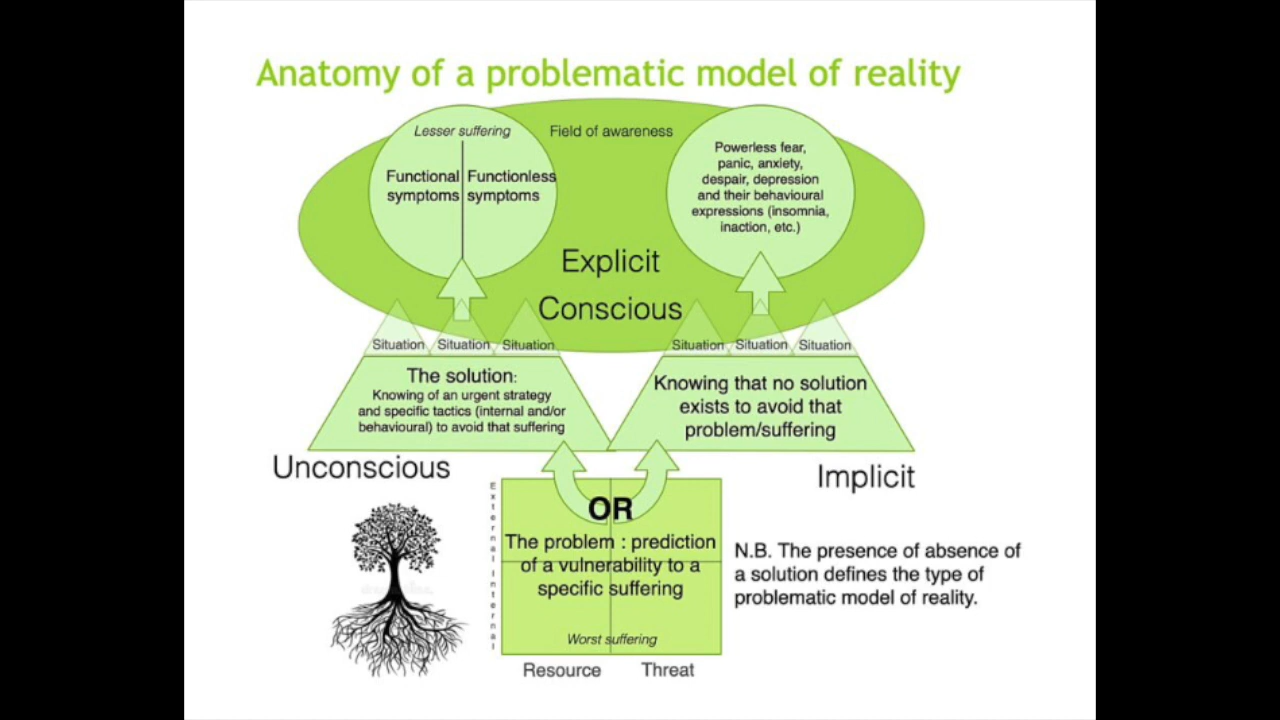 Anatomy of a problematic model of reality
Lesser suffering
Field of awareness
Functional
symptoms
Functionless
symptoms
Powerless fear,
panic, anxiety,
despair, depression
and their behavioural
expressions (insomnia,
inaction, etc.)
Explicit
Conscious
Situation Situation Situation
Situation Situation Situation
The solution:
Knowing of an urgent strategy
and specific tactics (internal and/or
behavioural) to avoid that suffering
Knowing that no solution
exists to avoid that
problem/suffering
Unconscious
Implicit
External
Internal
OR
The problem : prediction
of a vulnerability to a
specific suffering
Worst suffering
Resource Threat
N.B. The presence of absence of
a solution defines the type of
problematic model of reality.